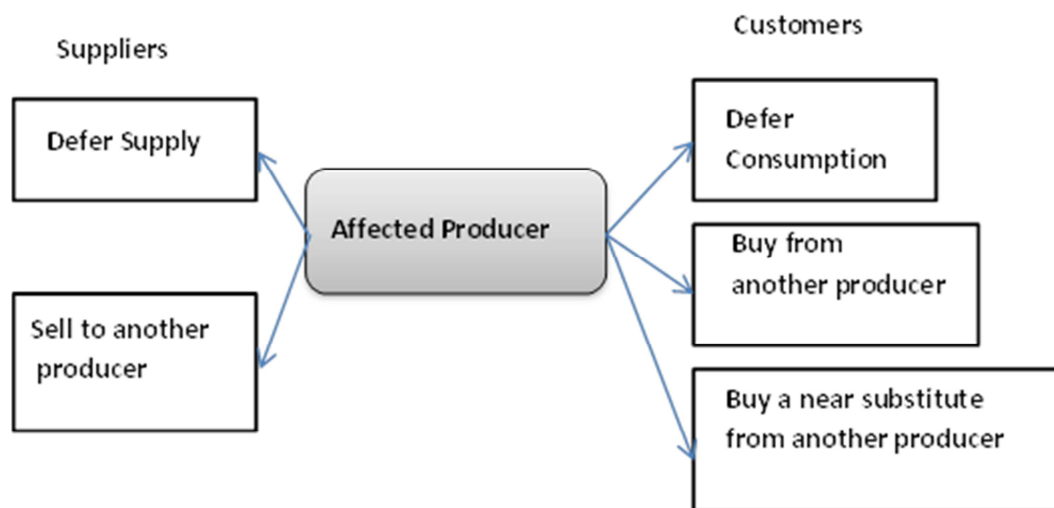 Suppliers
Customers
Defer Supply
Defer
Consumption
Affected Producer
Buy from
another producer
Sell to another
producer
Buy a near substitute
from another producer